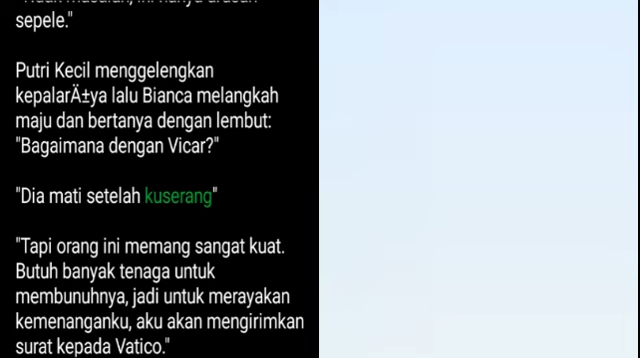 sepele."
Putri Kecil menggelengkan
kepalarÄ±ya lalu Bianca melangkah
maju dan bertanya dengan lembut:
"Bagaimana dengan Vicar?"
"Dia mati setelah kuserang"
"Tapi orang ini memang sangat kuat.
Butuh banyak tenaga untuk
membunuhnya, jadi untuk merayakan
kemenanganku, aku akan mengirimkan
surat kepada Vatico."